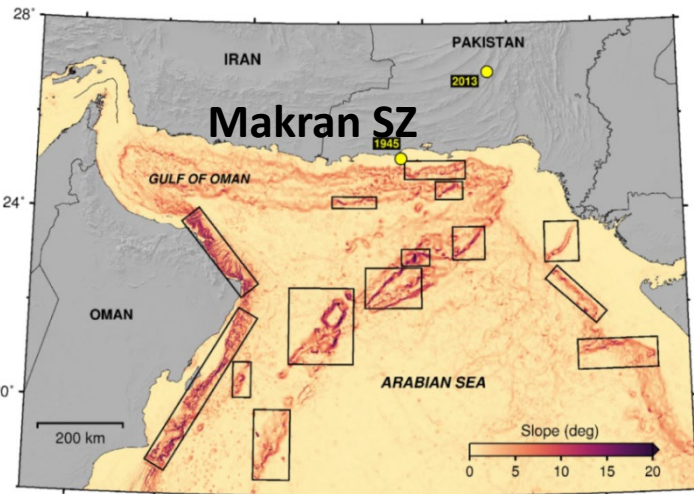 28°
IRAN
PAKISTAN
2013
Makran SZ
1945
GULF OF OMAN
24°
OMAN
0°
ARABIAN SEA
200 km
Slope (deg)
0 5 10 15 20